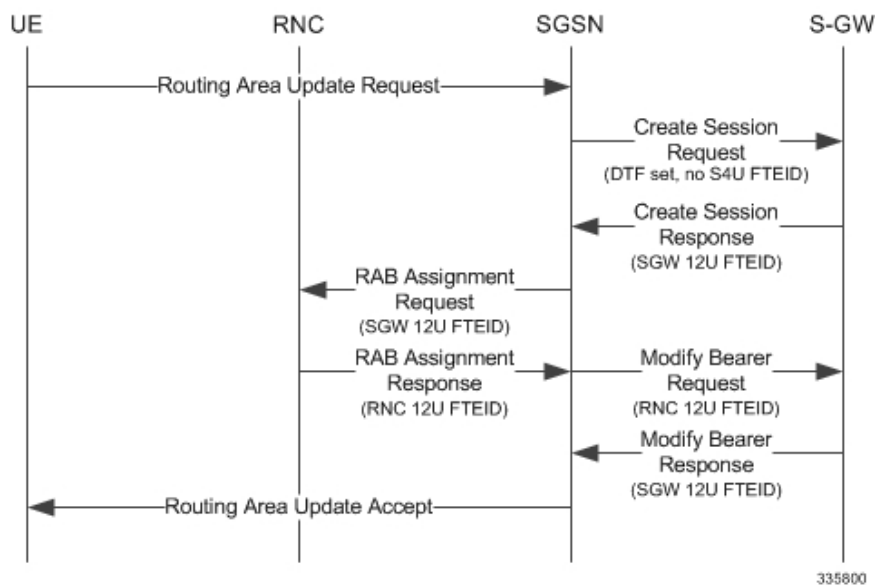 UE RNC SGSN S-GW
Routing Area Update Request
Create Session
Request
(DTF set, no S4U FTEID)
Create Session
Response
(SGW 12U FTEID)
RAB Assignment
Request
(SGW 12U FTEID)
RAB Assignment
Response
(RNC 12U FTEID)
Modify Bearer
Request
(RNC 12U FTEID)
Modify Bearer
Response
(SGW 12U FTEID)
Routing Area Update Accept
335800